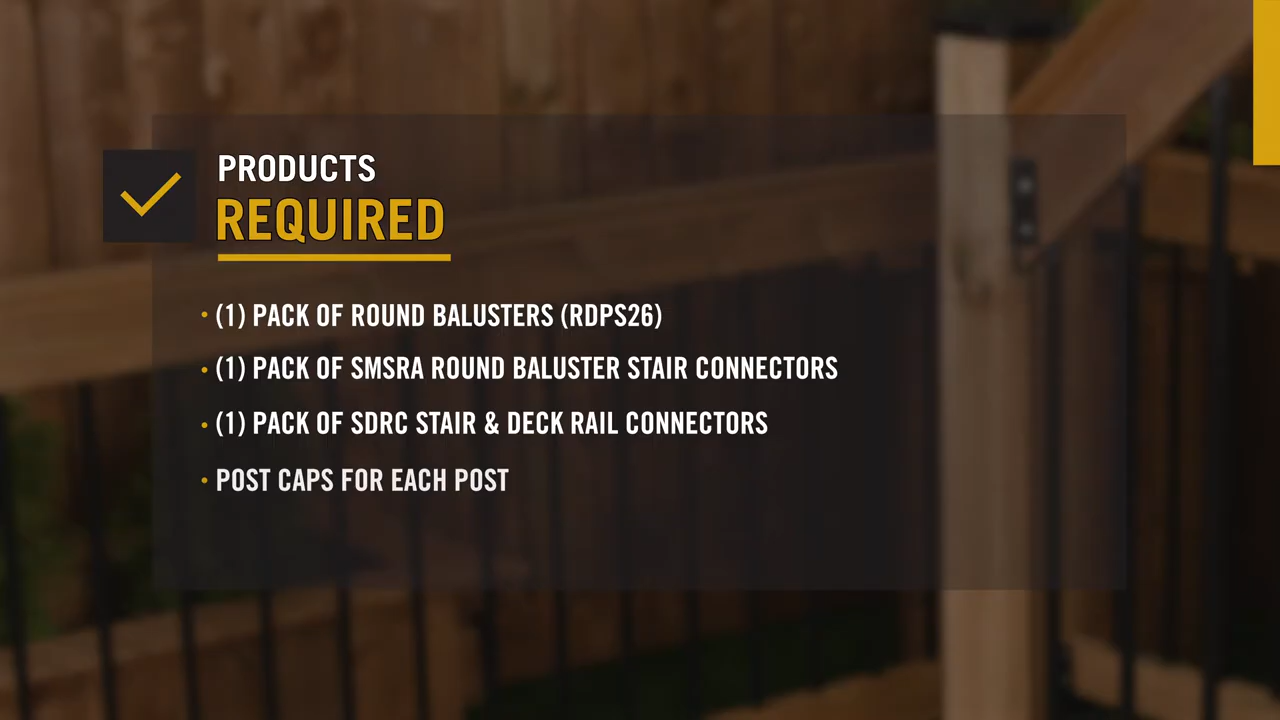 PRODUCTS
REQUIRED
• (1) PACK OF ROUND BALUSTERS (RDPS26)
• (1) PACK OF SMSRA ROUND BALUSTER STAIR CONNECTORS
• (1) PACK OF SDRC STAIR & DECK RAIL CONNECTORS
• POST CAPS FOR EACH POST